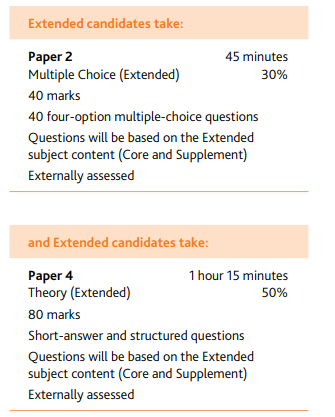 Extended candidates take:
Paper 2 45 minutes
Multiple Choice (Extended) 30%
40 marks
40 four-option multiple-choice questions
Questions will be based on the Extended
subject content (Core and Supplement)
Externally assessed
and Extended candidates take:
Paper 4 1 hour 15 minutes
Theory (Extended) 50%
80 marks
Short-answer and structured questions
Questions will be based on the Extended
subject content (Core and Supplement)
Externally assessed